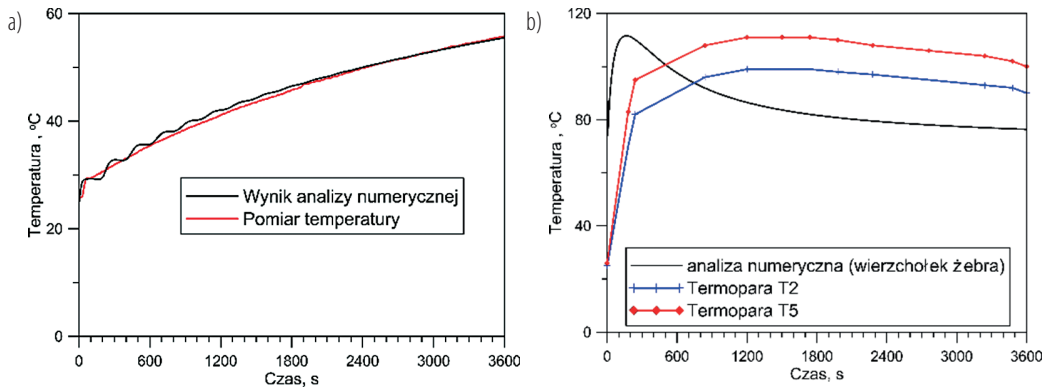 a)
60
40
20
0
Temperatura , ºC
0 600 1200 1800 2400 3000 3600
Czas, s
Wynik analizy numerycznej
Pomiar temperatury
b)
120
80
40
0
Temperatura , ºC
0 600 1200 1800 2400 3000 3600
Czas, s
analiza numeryczna (wierzchołek żebra)
Termopara T2
Termopara T5